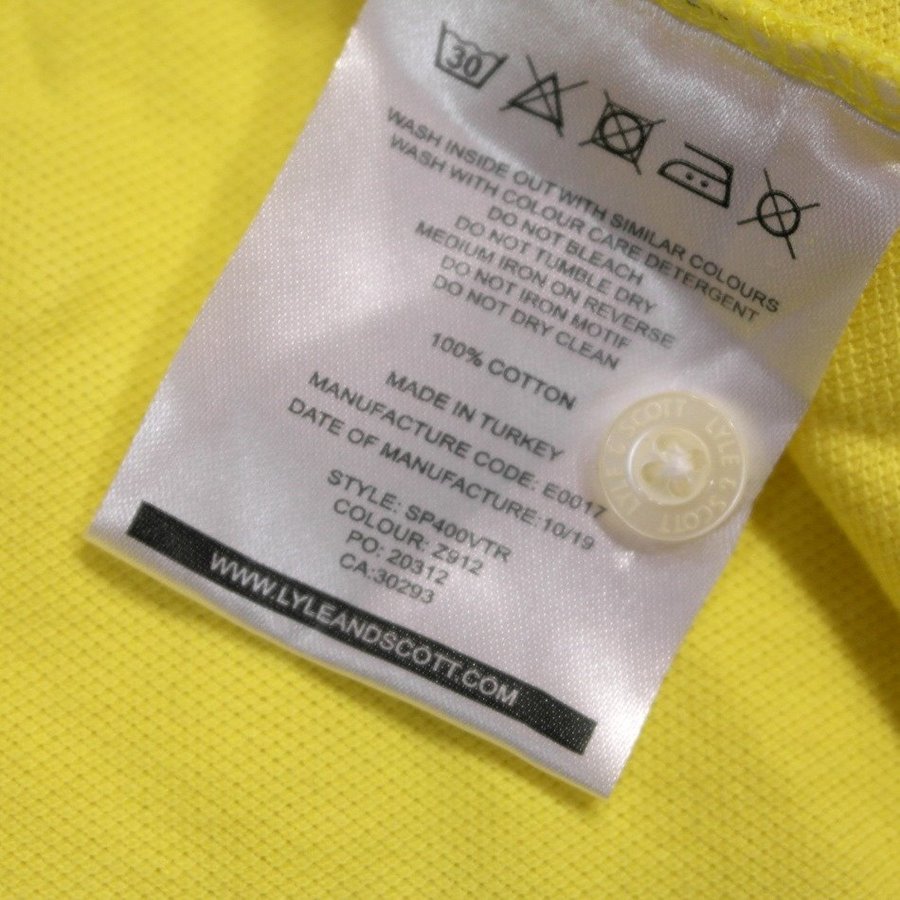 30
WASH INSIDE OUT WITH SIMILAR COLOURS
WASH WITH COLOUR CARE DETERGENT
DO NOT BLEACH
DO NOT TUMBLE DRY
MEDIUM IRON ON REVERSE
DO NOT IRON MOTIF
DO NOT DRY CLEAN
100% COTTON
MADE IN TURKEY
MANUFACTURE CODE: E0017
DATE OF MANUFACTURE:10/19
STYLE: SP400VTR
COLOUR: Z912
PO: 20312
CA:30293
WWW.LYLEANDSCOTT.COM
LYLE & SCOTT
LYLE & SCOTT